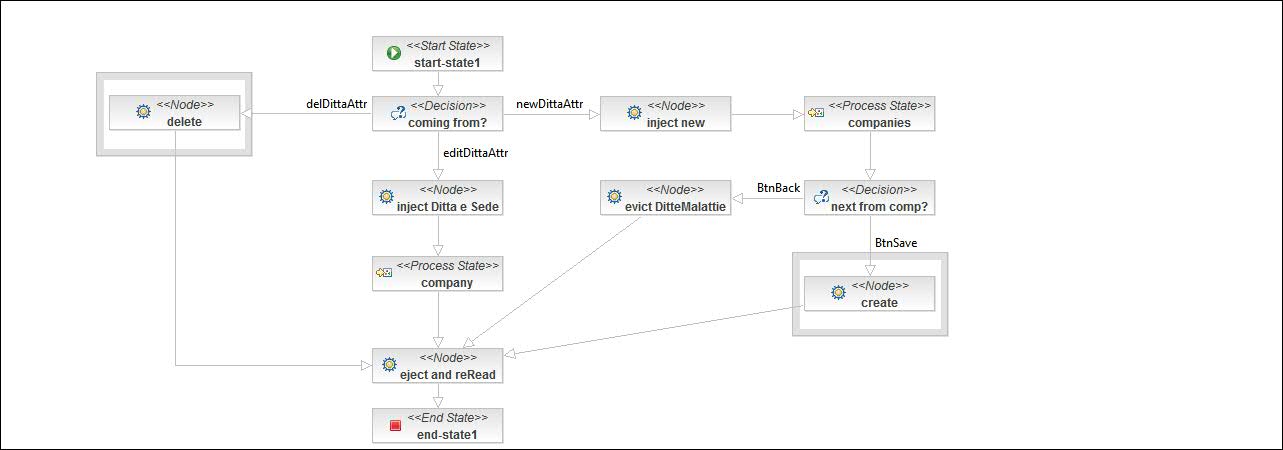 <<Start State>>
start-state1
<<Node>>
delete
delDittaAttr
<<Decision>>
coming from?
newDittaAttr
<<Node>>
inject new
<<Process State>>
companies
editDittaAttr
<<Node>>
inject Ditta e Sede
<<Node>>
evict DitteMalattie
BtnBack
<<Decision>>
next from comp?
BtnSave
<<Process State>>
company
<<Node>>
create
<<Node>>
eject and reRead
<<End State>>
end-state1